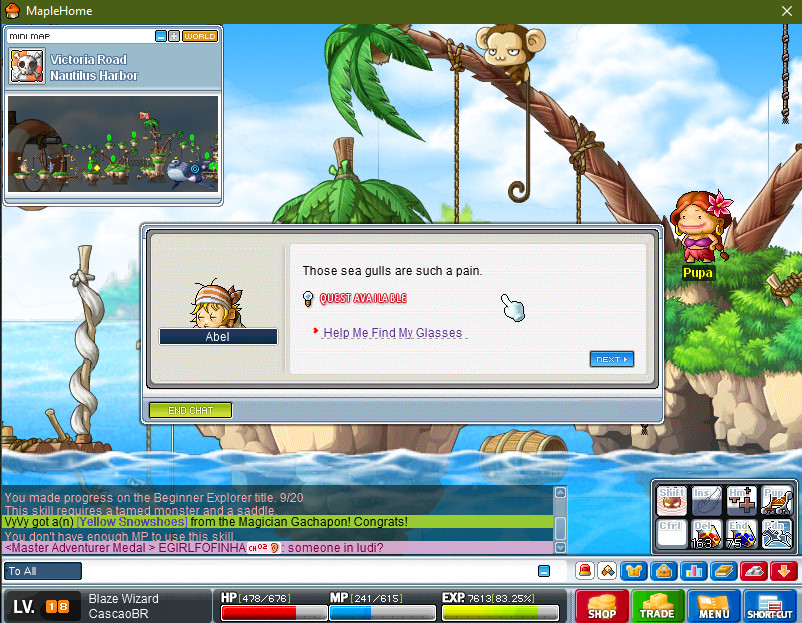 MapleHome
MINI MAP
WORLD
Victoria Road
Nautilus Harbor
Pupa
Those sea gulls are such a pain.
QUEST AVAILABLE
Help Me Find My Glasses
Abel
NEXT
END CHAT
You made progress on the Beginner Explorer title. 9/20
This skill requires a tamed monster and a saddle.
VyVy got a(n) [Yellow Snowshoes] from the Magician Gachapon! Congrats!
You don't have enough MP to use this skill.
<Master Adventurer Medal > EGIRLFOFINHA CH 02 : someone in ludi?
Shift Ins Hm Pup
Ctrl Del End Pdn
163 75
To All
LV. 18
Blaze Wizard
CascaoBR
HP [478/676] MP [241/615] EXP. 7613[83.25%]
SHOP TRADE MENU SHORT CUT